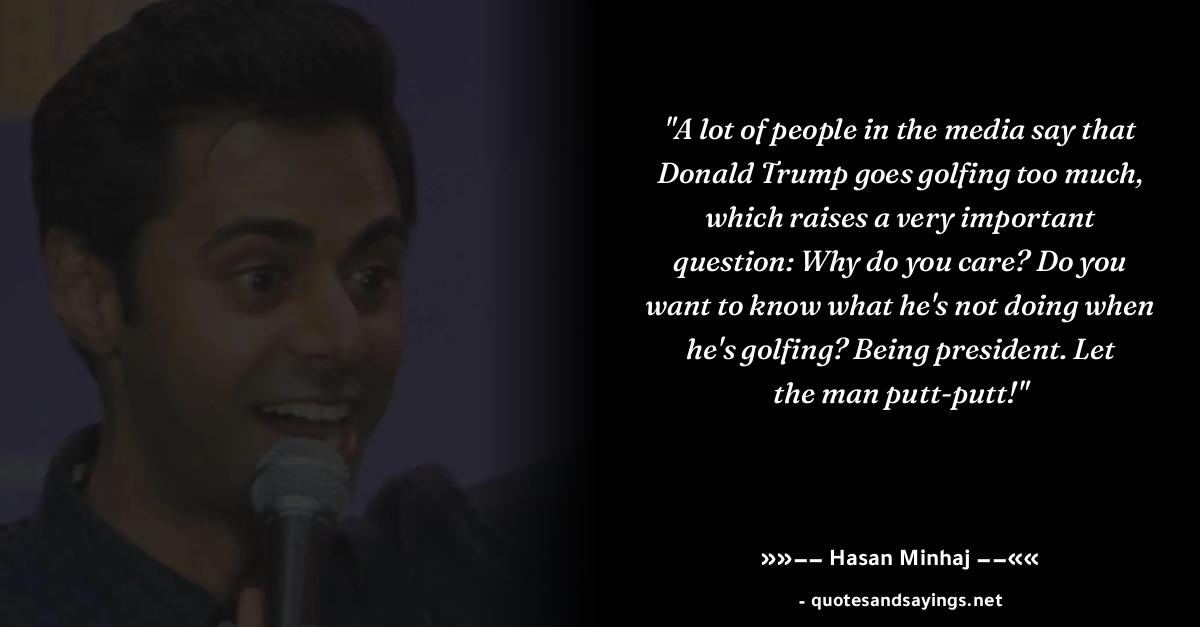 "A lot of people in the media say that
Donald Trump goes golfing too much,
which raises a very important
question: Why do you care? Do you
want to know what he's not doing when
he's golfing? Being president. Let
the man putt-putt!"
»»–– Hasan Minhaj ––««
- quotesandsayings.net